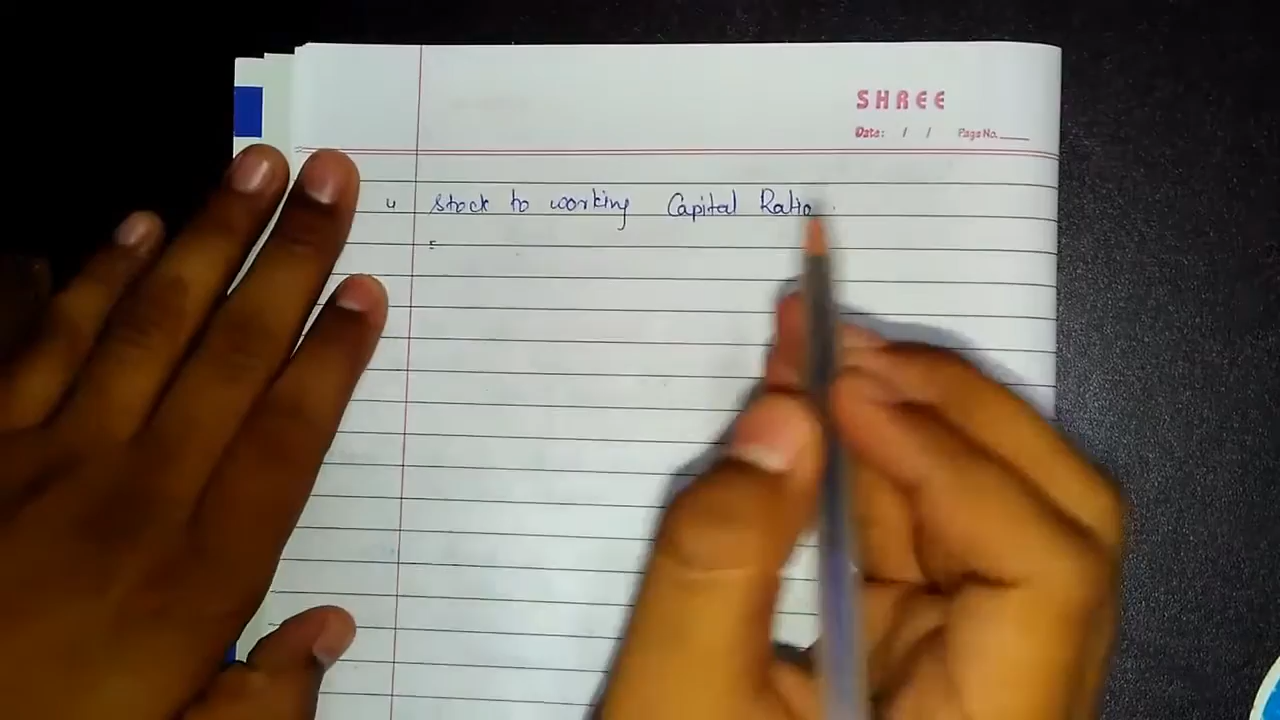 SHREE
Date: / / Page No.
4 Stock to working Capital Ratio.
=